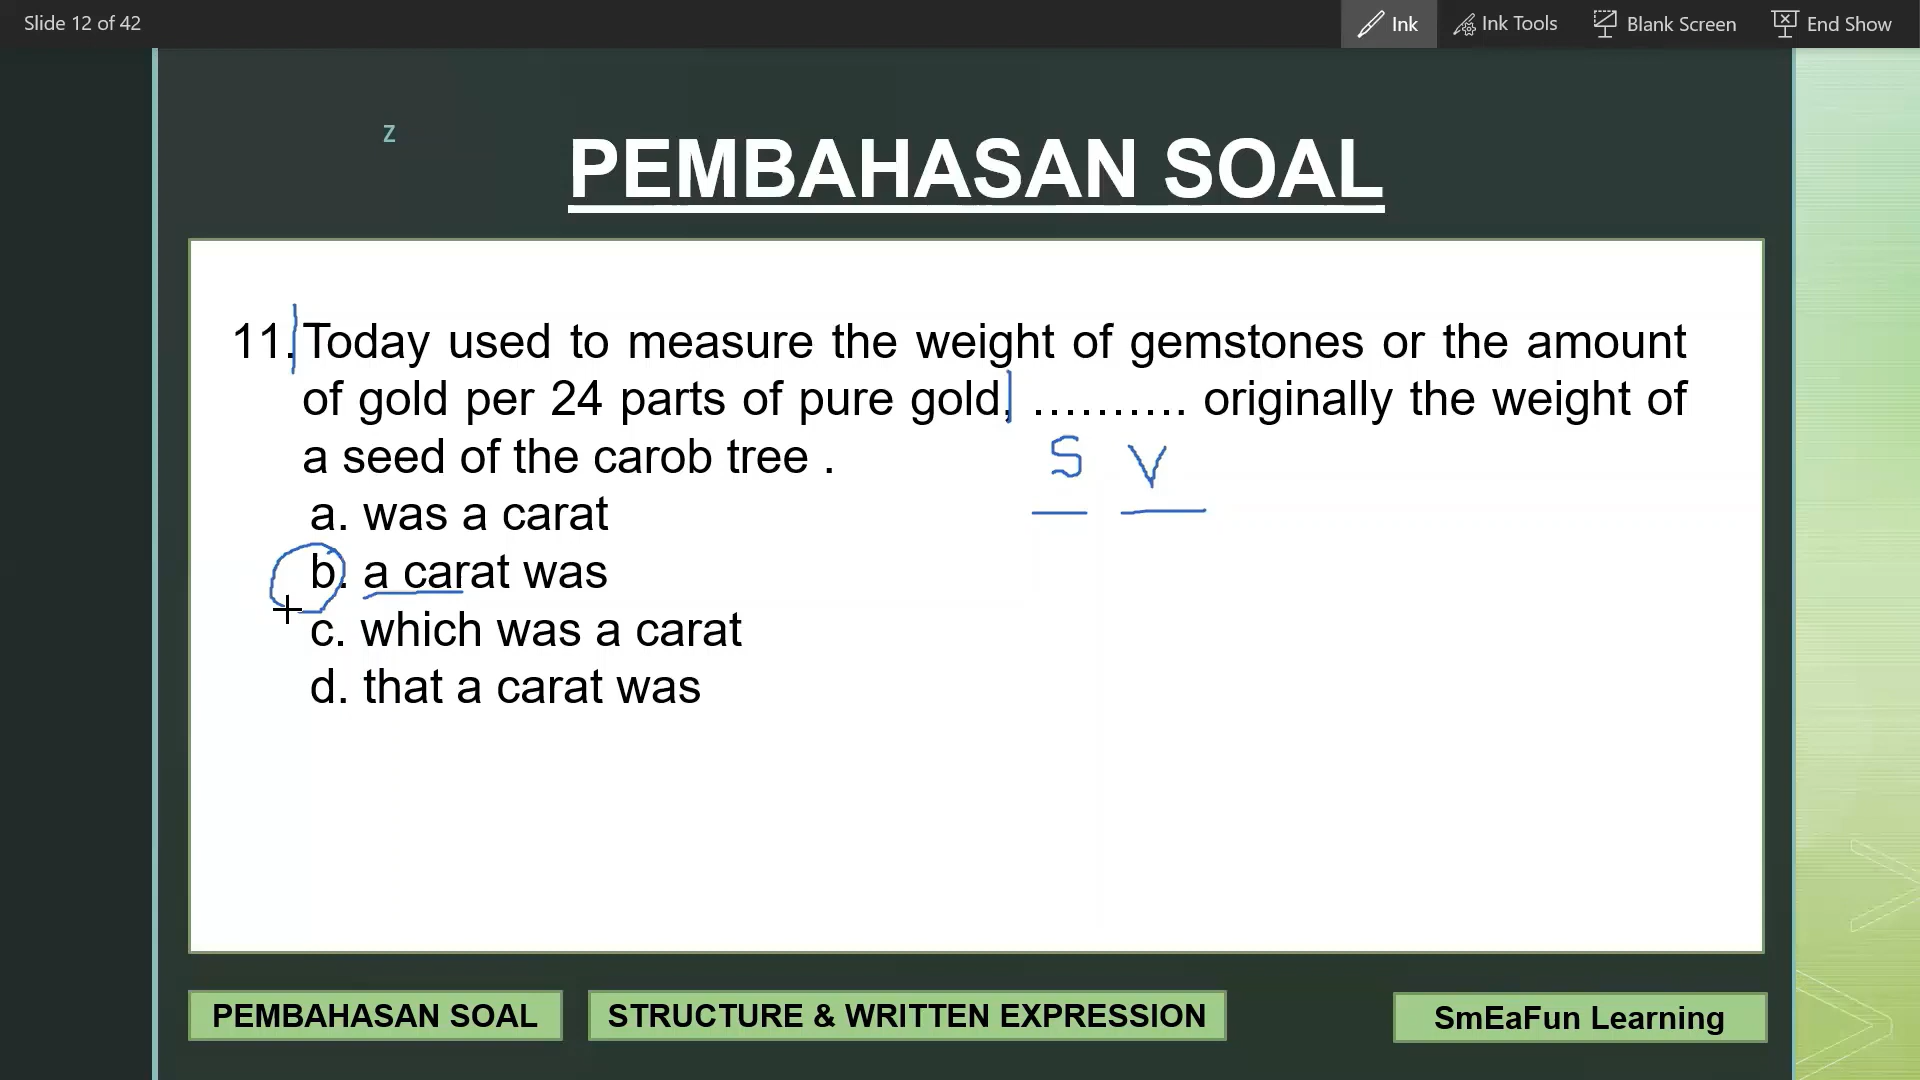 Slide 12 of 42
Ink
Ink Tools
Blank Screen
End Show
z
PEMBAHASAN SOAL
11. Today used to measure the weight of gemstones or the amount
of gold per 24 parts of pure gold, .......... originally the weight of
a seed of the carob tree .
S V
a. was a carat
b. a carat was
c. which was a carat
d. that a carat was
PEMBAHASAN SOAL
STRUCTURE & WRITTEN EXPRESSION
SmEaFun Learning